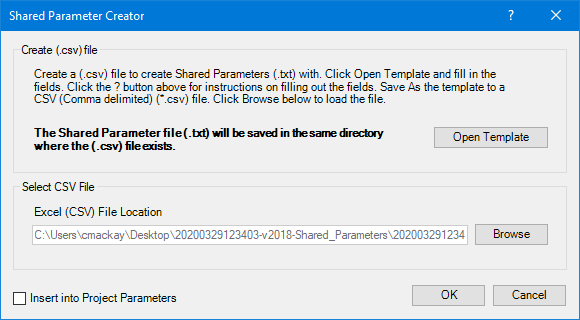 Shared Parameter Creator
?
Create (.csv) file
Create a (.csv) file to create Shared Parameters (.txt) with. Click Open Template and fill in the
fields. Click the ? button above for instructions on filling out the fields. Save As the template to a
CSV (Comma delimited) (*.csv) file. Click Browse below to load the file.
The Shared Parameter file (.txt) will be saved in the same directory
where the (.csv) file exists.
Open Template
Select CSV File
Excel (CSV) File Location
C:\Users\cmackay\Desktop\20200329123403-v2018-Shared_Parameters\202003291234
Browse
Insert into Project Parameters
OK
Cancel